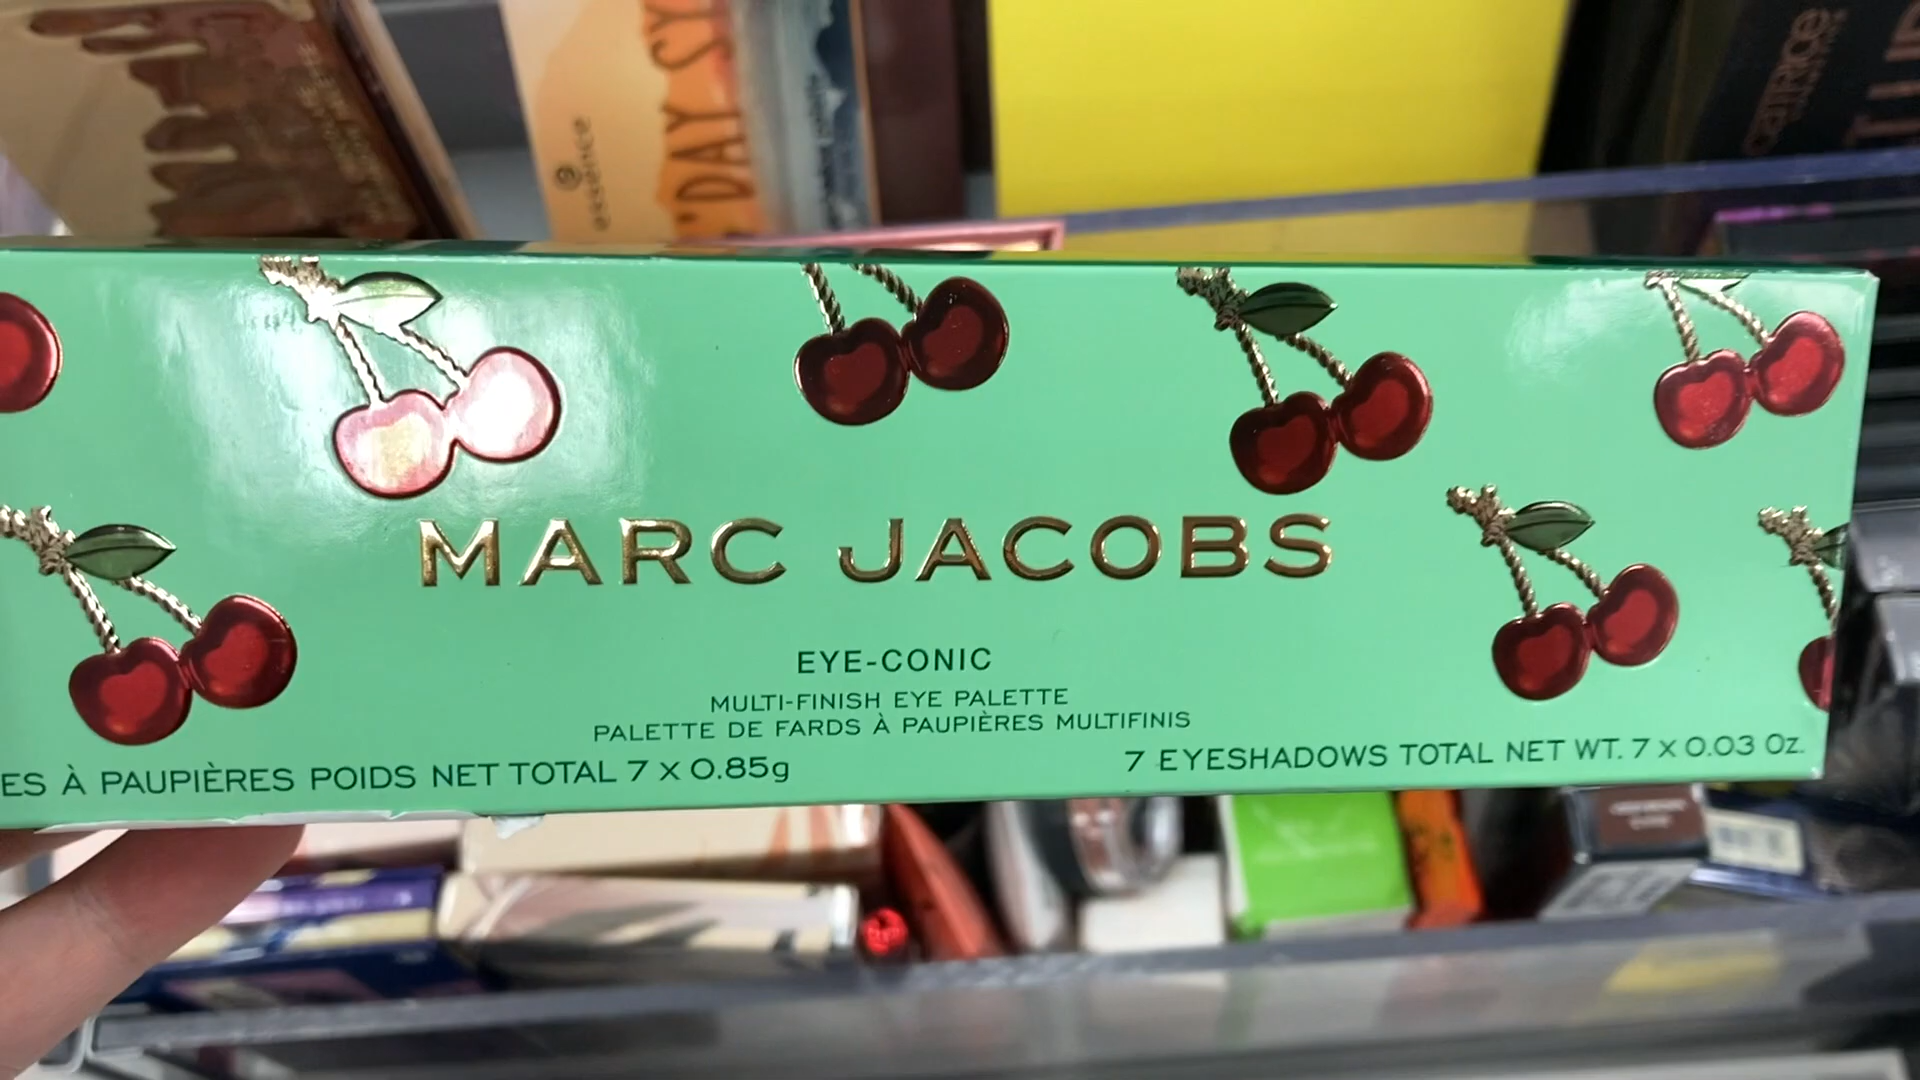 essence
'DAY SY
CATRICE
MARC JACOBS
EYE-CONIC
MULTI-FINISH EYE PALETTE
PALETTE DE FARDS À PAUPIÈRES MULTIFINIS
ES À PAUPIÈRES POIDS NET TOTAL 7 X 0.85g
7 EYESHADOWS TOTAL NET WT. 7 X 0.03 Oz.